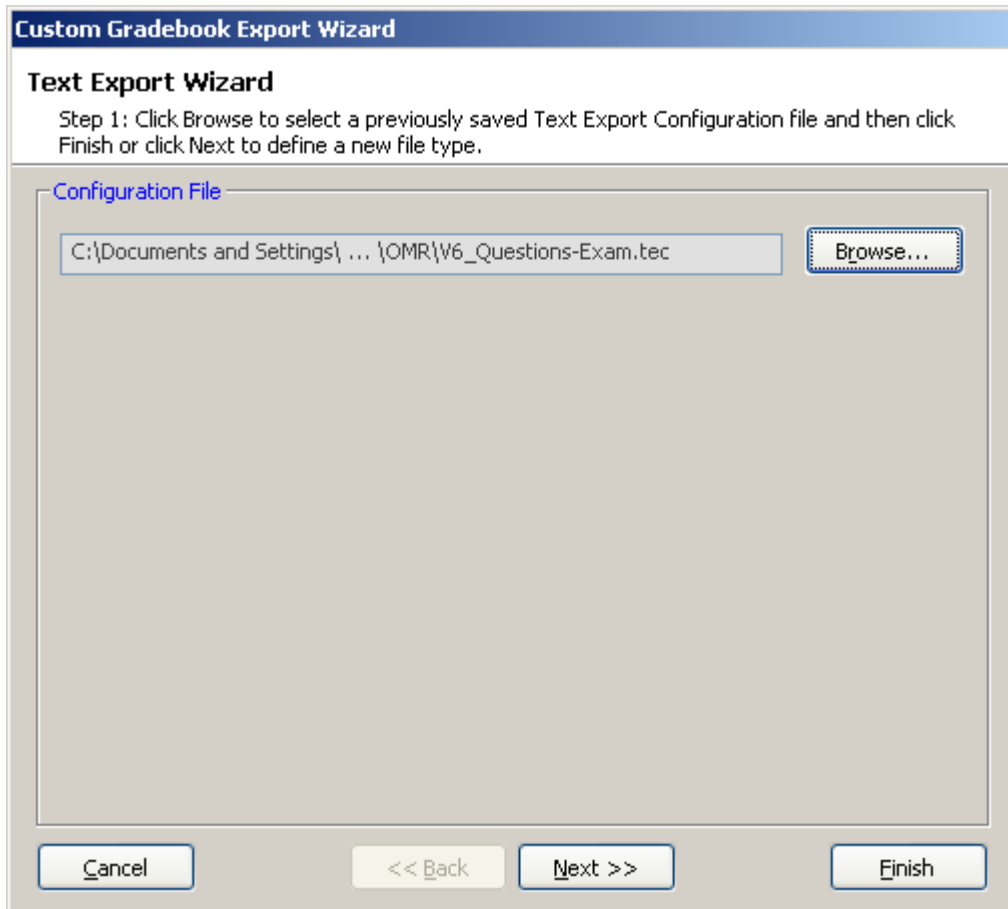 Custom Gradebook Export Wizard
Text Export Wizard
Step 1: Click Browse to select a previously saved Text Export Configuration file and then click
Finish or click Next to define a new file type.
Configuration File
C:\Documents and Settings\ ... \OMR\V6_Questions-Exam.tec
Browse...
Cancel
<< Back
Next >>
Finish